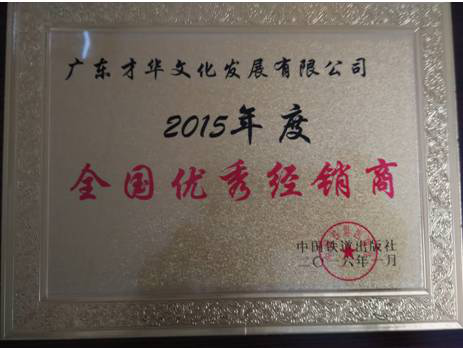 广东才华文化发展有限公司
2015年度
全国优秀经销商
中国铁道出版社
二〇一六年一月